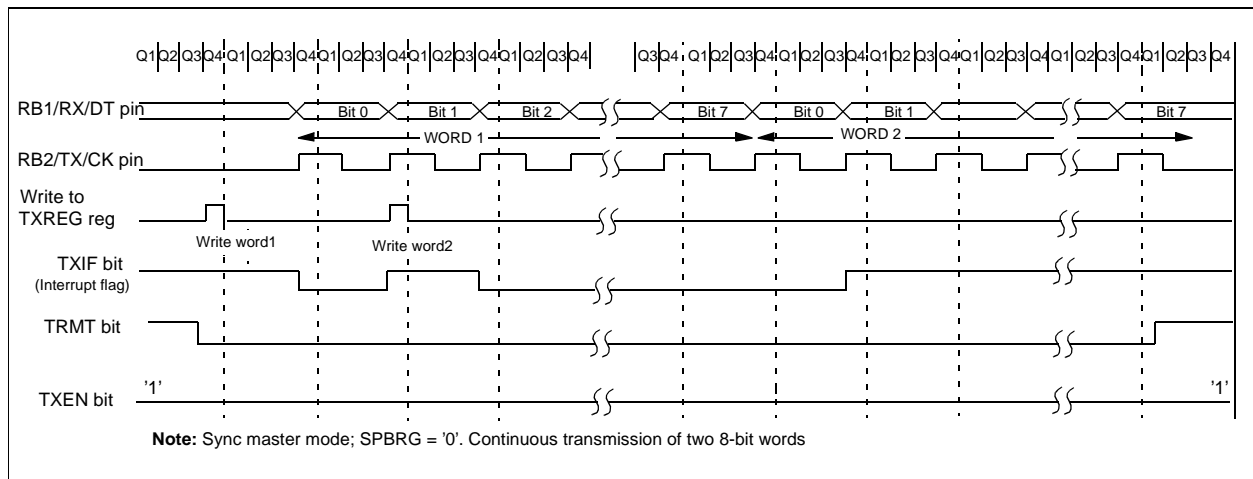 Q1 Q2 Q3 Q4 Q1 Q2 Q3 Q4 Q1 Q2 Q3 Q4 Q1 Q2 Q3 Q4 Q1 Q2 Q3 Q4 Q3 Q4 Q1 Q2 Q3 Q4 Q1 Q2 Q3 Q4 Q1 Q2 Q3 Q4 Q1 Q2 Q3 Q4 Q1 Q2 Q3 Q4 Q1 Q2 Q3 Q4
RB1/RX/DT pin Bit 0 Bit 1 Bit 2 Bit 7 Bit 0 Bit 1 Bit 7
WORD 1 WORD 2
RB2/TX/CK pin
Write to
TXREG reg
Write word1 Write word2
TXIF bit
(Interrupt flag)
TRMT bit
'1' '1'
TXEN bit
Note: Sync master mode; SPBRG = '0'. Continuous transmission of two 8-bit words